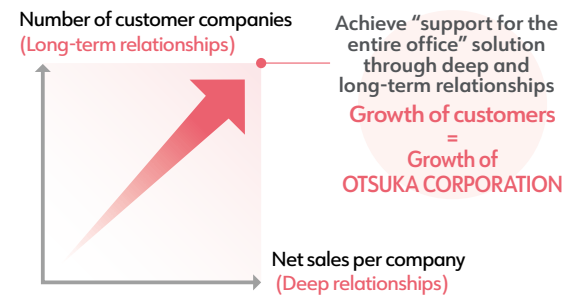 Number of customer companies
(Long-term relationships)
Achieve “support for the
entire office” solution
through deep and
long-term relationships
Growth of customers
=
Growth of
OTSUKA CORPORATION
Net sales per company
(Deep relationships)